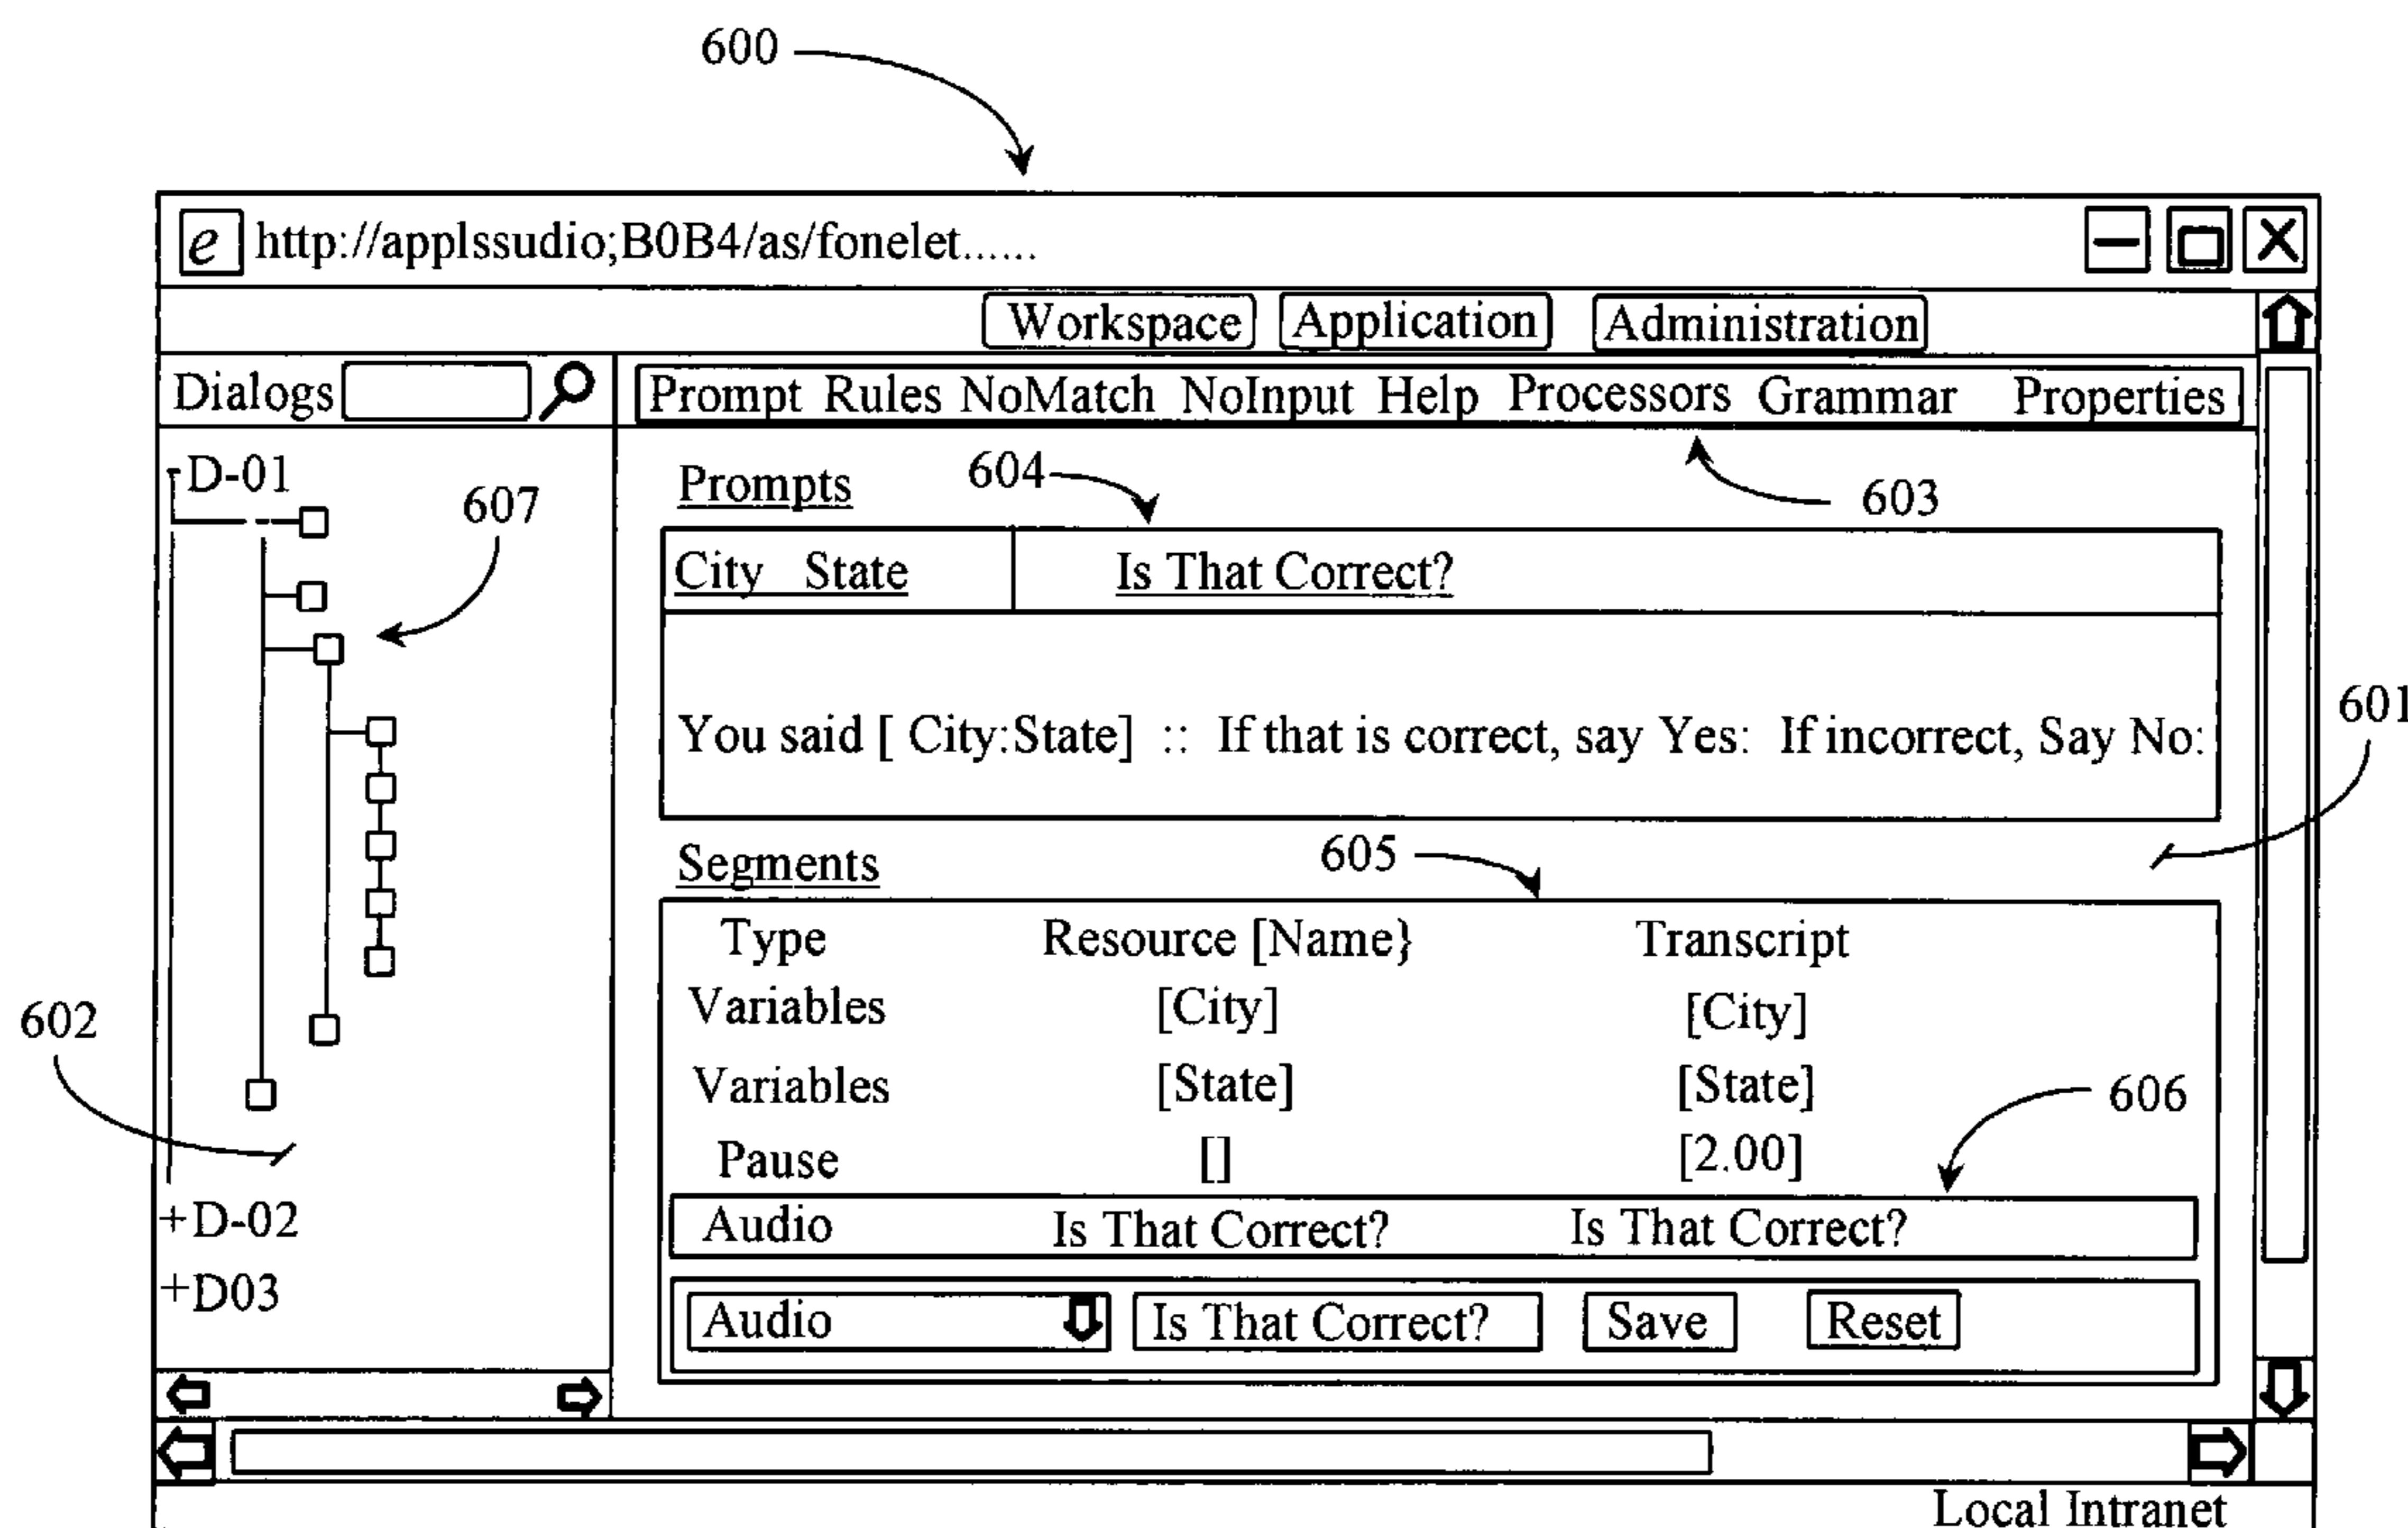 600
e http://applssudio;B0B4/as/fonelet......
Workspace Application Administration
Dialogs
Prompt Rules NoMatch NoInput Help Processors Grammar Properties
D-01
607
Prompts
604
603
City State
Is That Correct?
You said [ City:State] :: If that is correct, say Yes: If incorrect, Say No:
601
Segments
605
Type Resource [Name} Transcript
Variables [City] [City]
Variables [State] [State]
Pause [] [2.00]
606
602
Audio Is That Correct? Is That Correct?
Audio Is That Correct? Save Reset
+D-02
+D03
Local Intranet